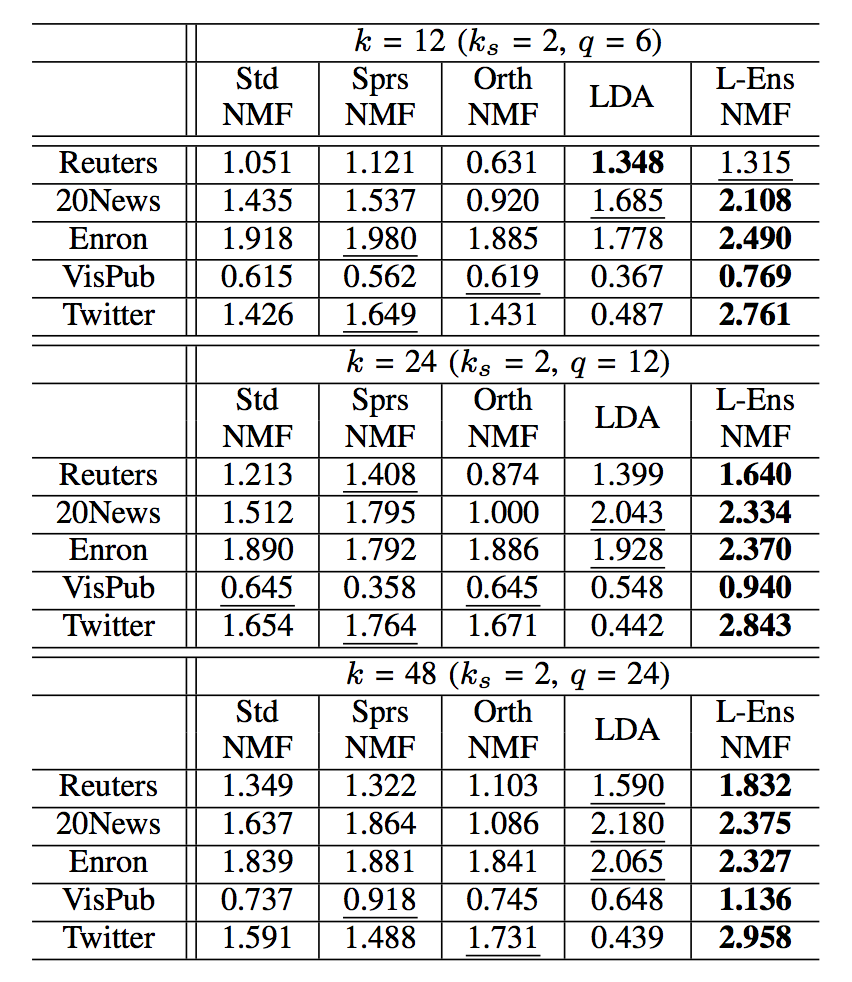 k = 12 (kₛ = 2, q = 6)
Std NMF Sprs NMF Orth NMF LDA L-Ens NMF
Reuters 1.051 1.121 0.631 1.348 1.315
20News 1.435 1.537 0.920 1.685 2.108
Enron 1.918 1.980 1.885 1.778 2.490
VisPub 0.615 0.562 0.619 0.367 0.769
Twitter 1.426 1.649 1.431 0.487 2.761
k = 24 (kₛ = 2, q = 12)
Std NMF Sprs NMF Orth NMF LDA L-Ens NMF
Reuters 1.213 1.408 0.874 1.399 1.640
20News 1.512 1.795 1.000 2.043 2.334
Enron 1.890 1.792 1.886 1.928 2.370
VisPub 0.645 0.358 0.645 0.548 0.940
Twitter 1.654 1.764 1.671 0.442 2.843
k = 48 (kₛ = 2, q = 24)
Std NMF Sprs NMF Orth NMF LDA L-Ens NMF
Reuters 1.349 1.322 1.103 1.590 1.832
20News 1.637 1.864 1.086 2.180 2.375
Enron 1.839 1.881 1.841 2.065 2.327
VisPub 0.737 0.918 0.745 0.648 1.136
Twitter 1.591 1.488 1.731 0.439 2.958